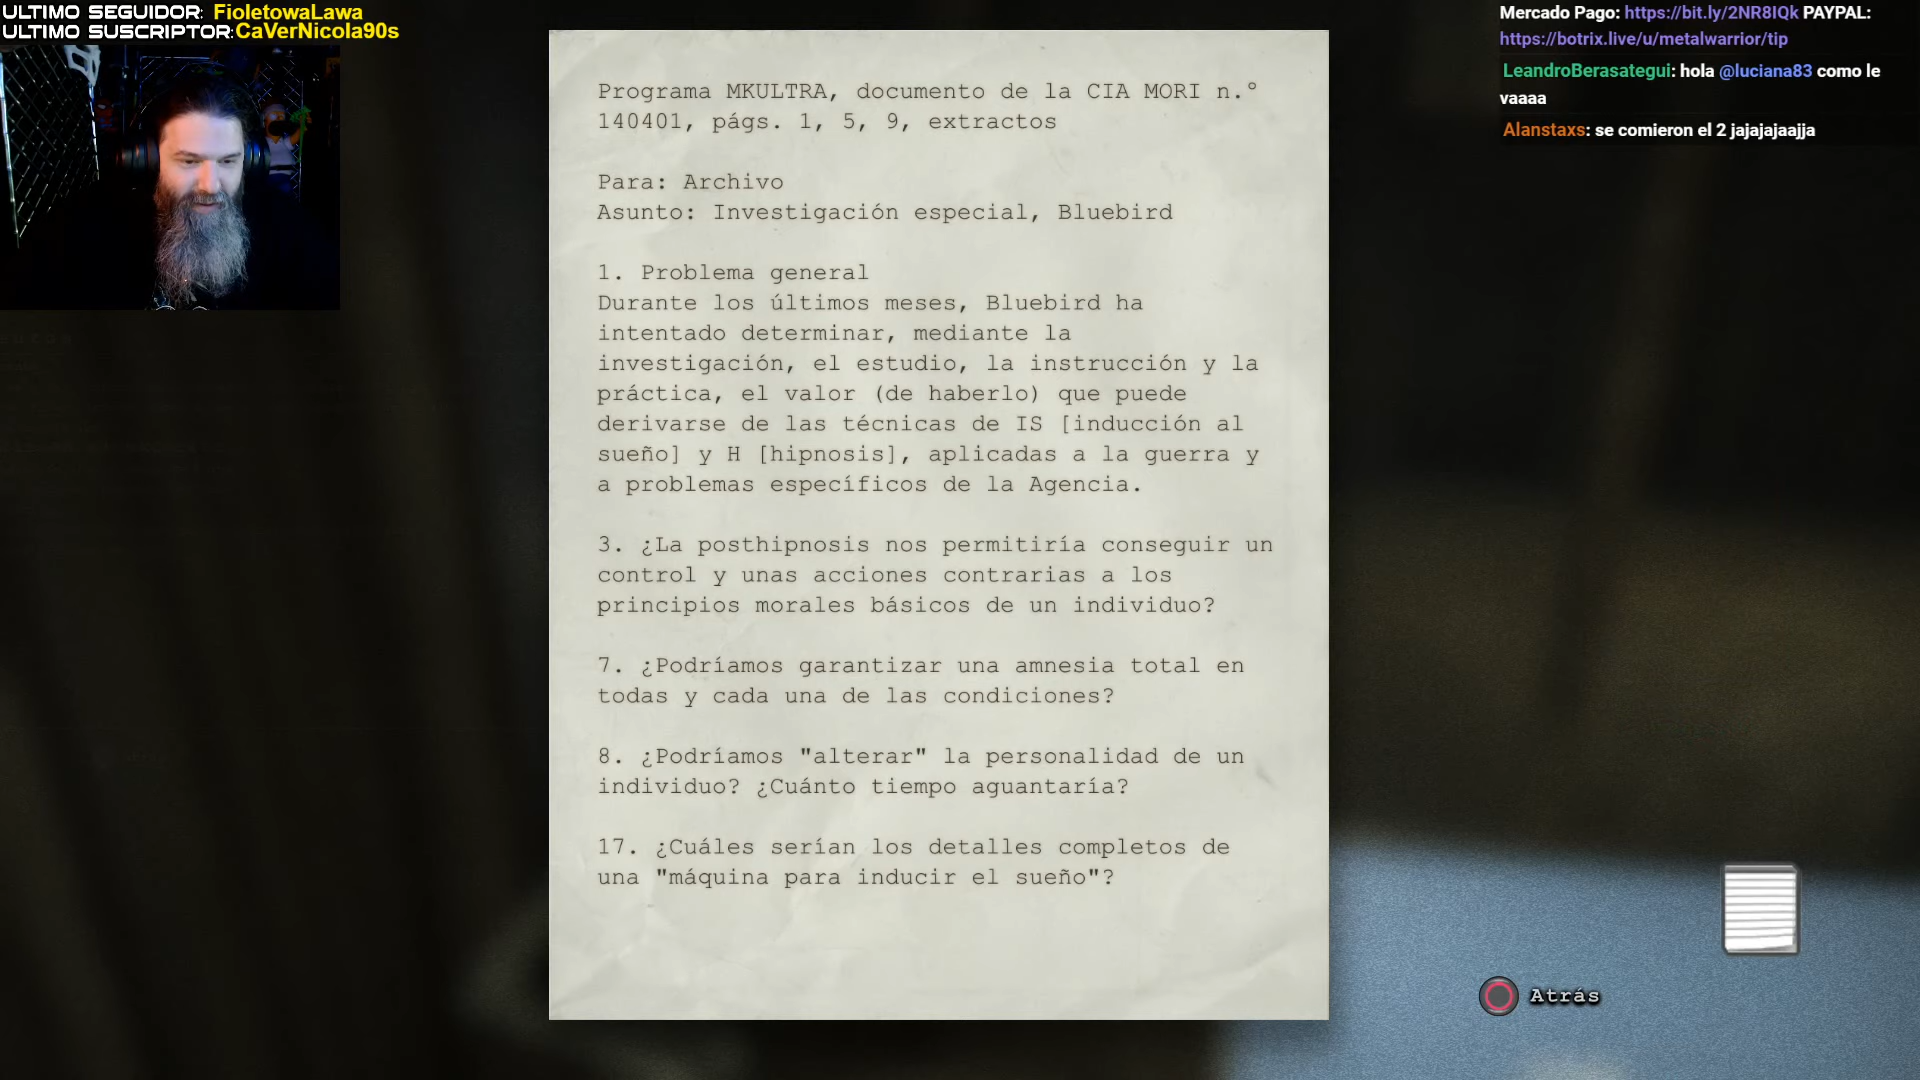 ULTIMO SEGUIDOR: FioletowaLawa
ULTIMO SUSCRIPTOR:CaVerNicola90s
Programa MKULTRA, documento de la CIA MORI n.º
140401, págs. 1, 5, 9, extractos
Para: Archivo
Asunto: Investigación especial, Bluebird
1. Problema general
Durante los últimos meses, Bluebird ha
intentado determinar, mediante la
investigación, el estudio, la instrucción y la
práctica, el valor (de haberlo) que puede
derivarse de las técnicas de IS [inducción al
sueño] y H [hipnosis], aplicadas a la guerra y
a problemas específicos de la Agencia.
3. ¿La posthipnosis nos permitiría conseguir un
control y unas acciones contrarias a los
principios morales básicos de un individuo?
7. ¿Podríamos garantizar una amnesia total en
todas y cada una de las condiciones?
8. ¿Podríamos "alterar" la personalidad de un
individuo? ¿Cuánto tiempo aguantaría?
17. ¿Cuáles serían los detalles completos de
una "máquina para inducir el sueño"?
Mercado Pago: https://bit.ly/2NR8IQk PAYPAL:
https://botrix.live/u/metalwarrior/tip
LeandroBerasategui: hola @luciana83 como le
vaaaa
Alanstaxs: se comieron el 2 jajajajaajja
Atrás